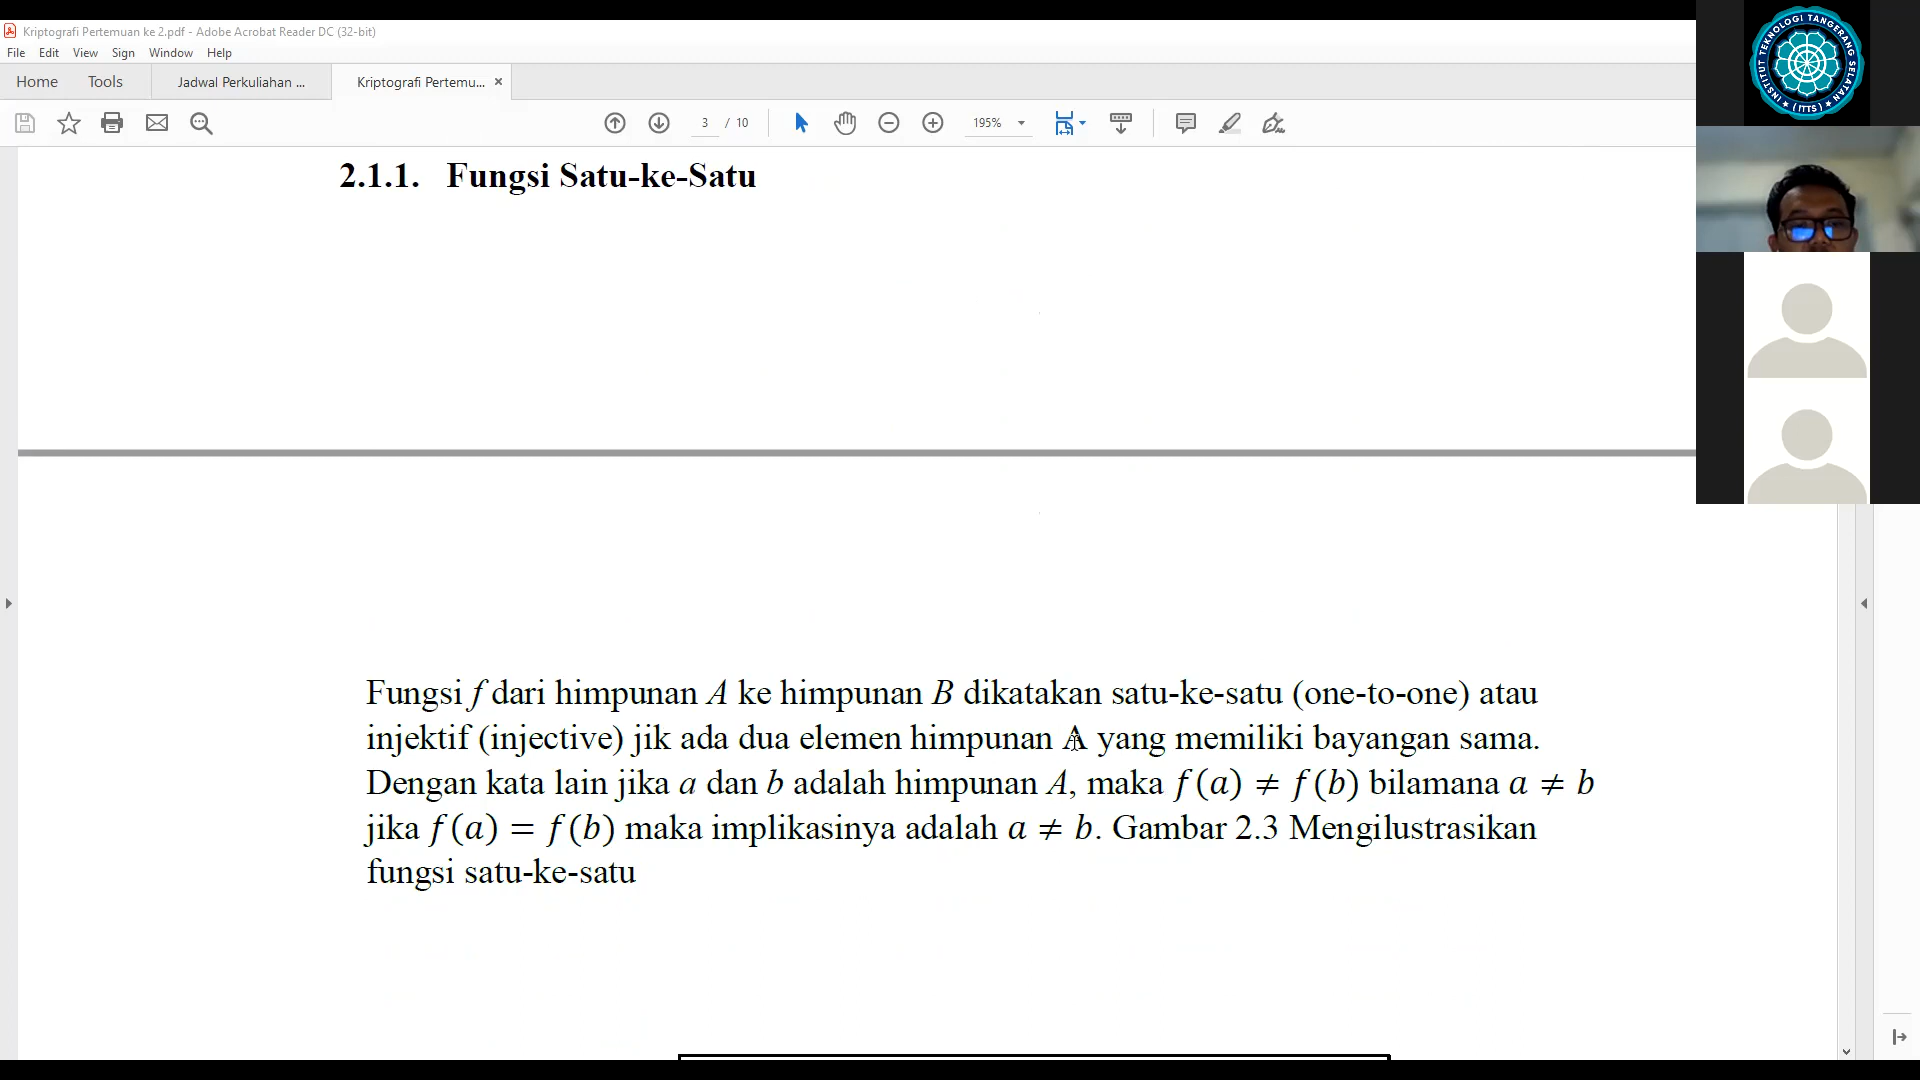 Kriptografi Pertemuan ke 2.pdf - Adobe Acrobat Reader DC (32-bit)
File Edit View Sign Window Help
Home Tools Jadwal Perkuliahan ... Kriptografi Pertemu... ×
3 / 10 195%
2.1.1. Fungsi Satu-ke-Satu
Fungsi f dari himpunan A ke himpunan B dikatakan satu-ke-satu (one-to-one) atau
injektif (injective) jik ada dua elemen himpunan A yang memiliki bayangan sama.
Dengan kata lain jika a dan b adalah himpunan A, maka f(a) ≠ f(b) bilamana a ≠ b
jika f(a) = f(b) maka implikasinya adalah a ≠ b. Gambar 2.3 Mengilustrasikan
fungsi satu-ke-satu
INSTITUT TEKNOLOGI TANGERANG SELATAN
(ITTS)